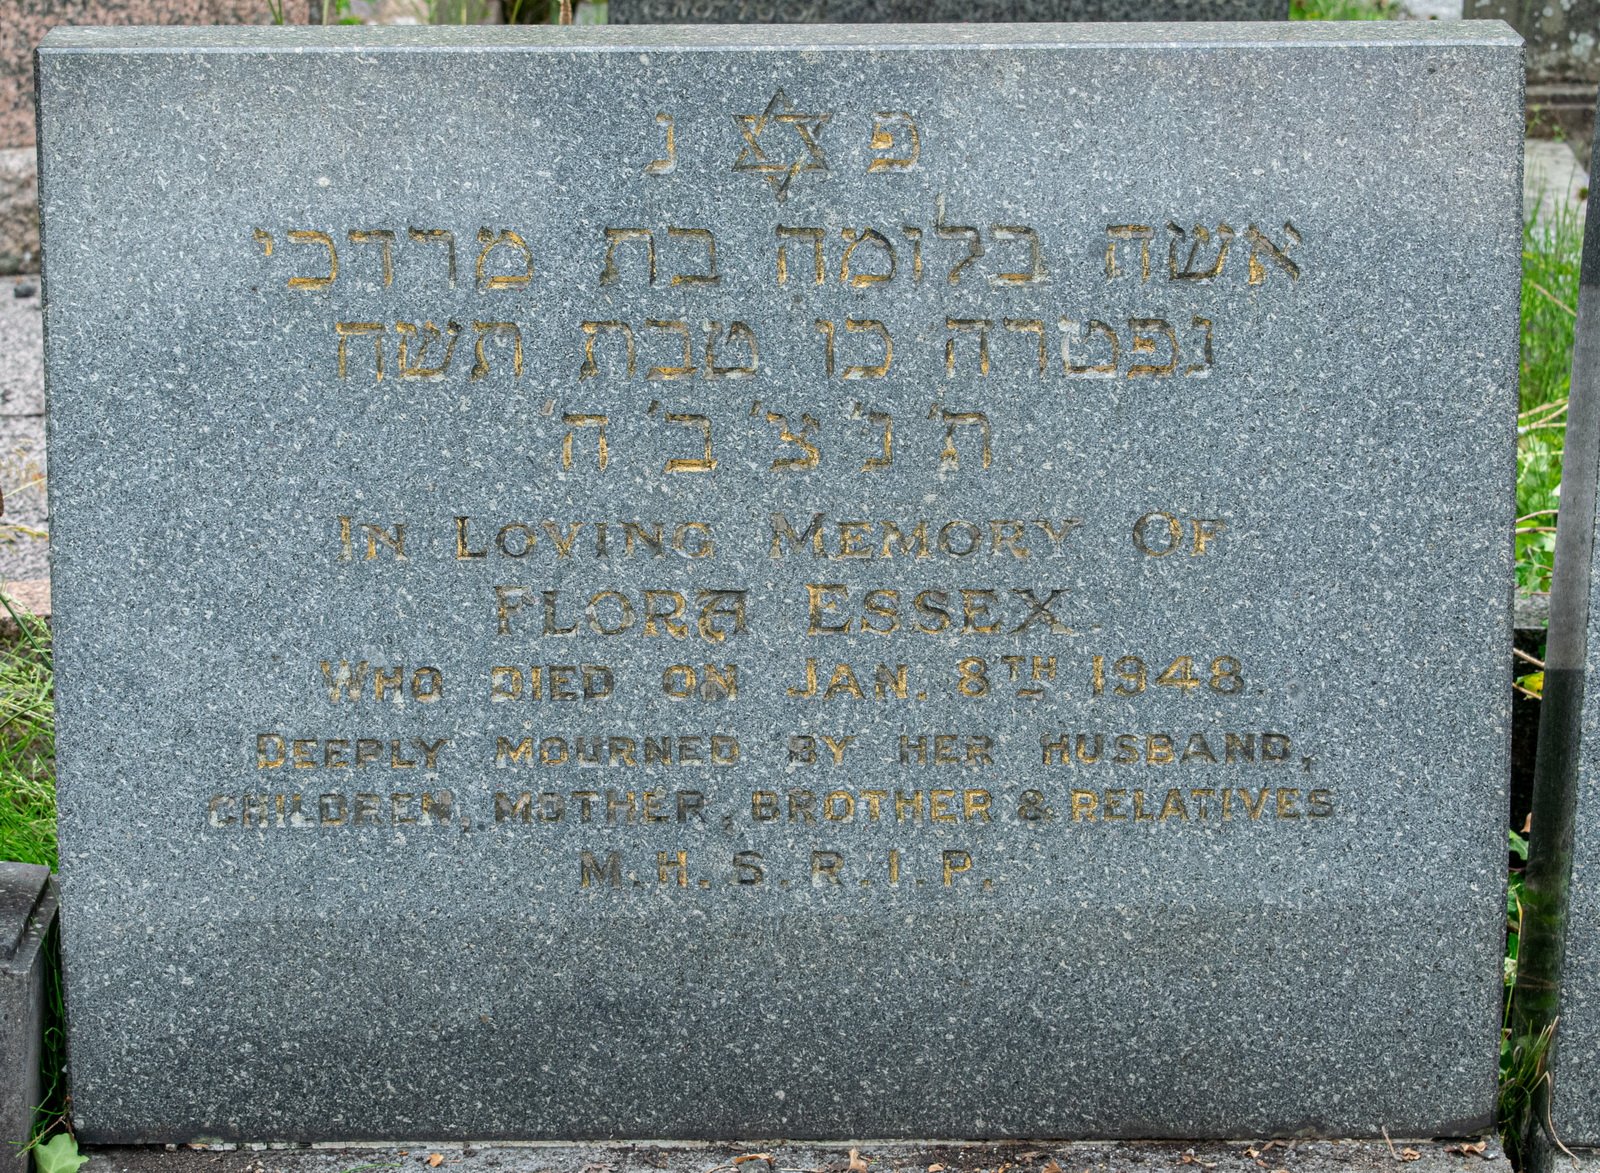 פ נ
אשה בלומה בת מרדכי
נפטרה כו טבת תשח
ת' נ' צ' ב' ה'
IN LOVING MEMORY OF
FLORA ESSEX
WHO DIED ON JAN. 8TH 1948.
DEEPLY MOURNED BY HER HUSBAND,
CHILDREN, MOTHER, BROTHER & RELATIVES
M.H.S.R.I.P.